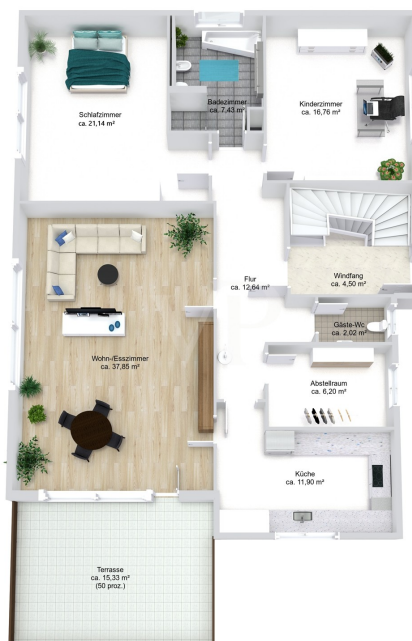 Schlafzimmer
ca. 21,14 m²
Badezimmer
ca. 7,43 m²
Kinderzimmer
ca. 16,76 m²
Flur
ca. 12,64 m²
Windfang
ca. 4,50 m²
Gäste-Wc
ca. 2,02 m²
Wohn-/Esszimmer
ca. 37,85 m²
Abstellraum
ca. 6,20 m²
Küche
ca. 11,90 m²
Terrasse
ca. 15,33 m²
(50 proz.)